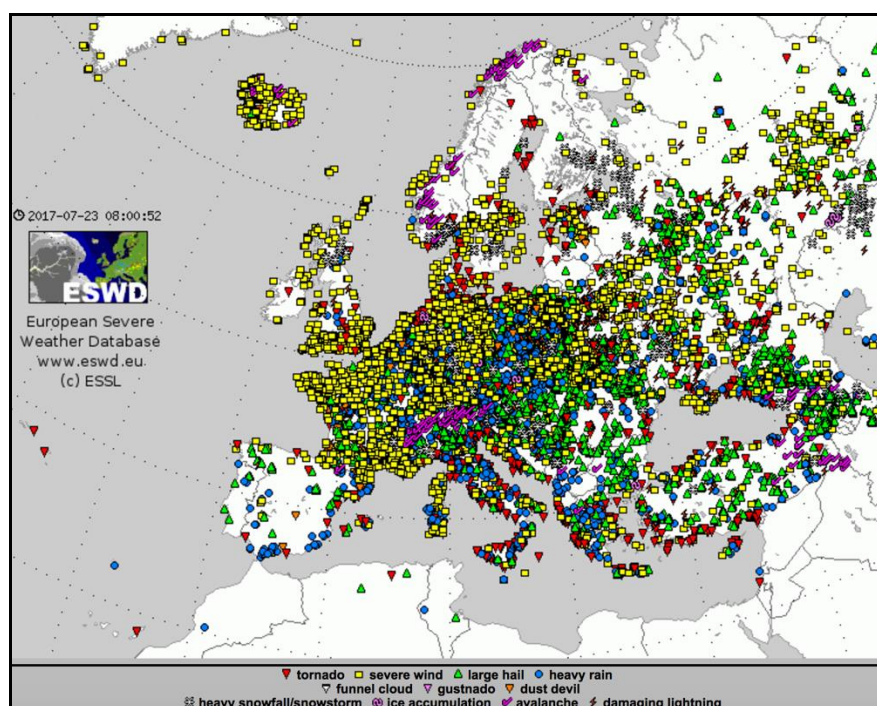 2017-07-23 08:00:52
ESWD
European Severe
Weather Database
www.eswd.eu
(c) ESSL
tornado severe wind large hail heavy rain
funnel cloud gustnado dust devil
heavy snowfall/snowstorm ice accumulation avalanche damaging lightning